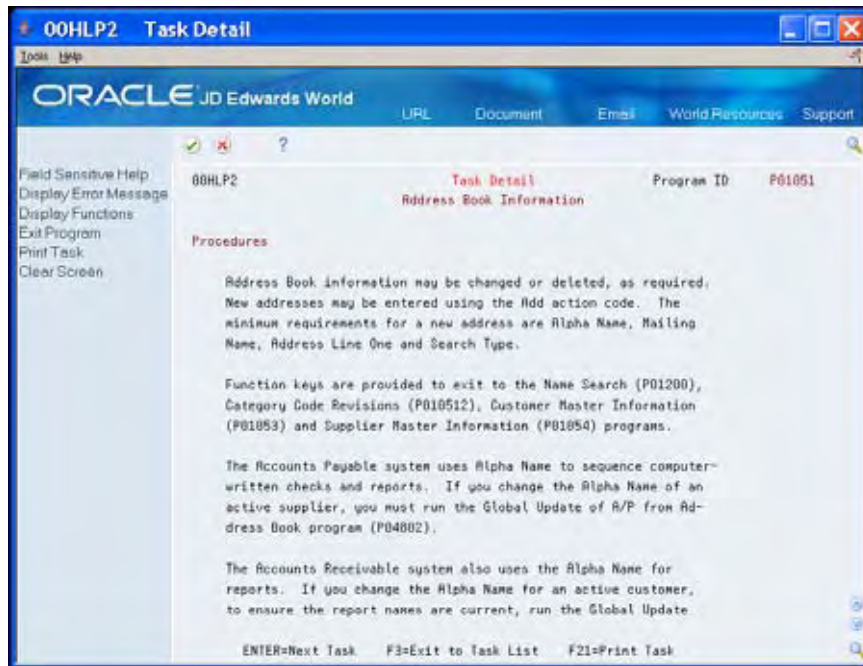 00HLP2 Task Detail
Tools Help
ORACLE JD Edwards World
URL Document Email World Resources Support
?
Field Sensitive Help
Display Error Message
Display Functions
Exit Program
Print Task
Clear Screen
00HLP2 Task Detail Program ID P01051
Address Book Information
Procedures
Address Book information may be changed or deleted, as required.
New addresses may be entered using the Add action code. The
minimum requirements for a new address are Alpha Name, Mailing
Name, Address Line One and Search Type.
Function keys are provided to exit to the Name Search (P01200),
Category Code Revisions (P010512), Customer Master Information
(P01053) and Supplier Master Information (P01054) programs.
The Accounts Payable system uses Alpha Name to sequence computer-
written checks and reports. If you change the Alpha Name of an
active supplier, you must run the Global Update of A/P from Ad-
dress Book program (P04802).
The Accounts Receivable system also uses the Alpha Name for
reports. If you change the Alpha Name for an active customer,
to ensure the report names are current, run the Global Update
ENTER=Next Task F3=Exit to Task List F21=Print Task